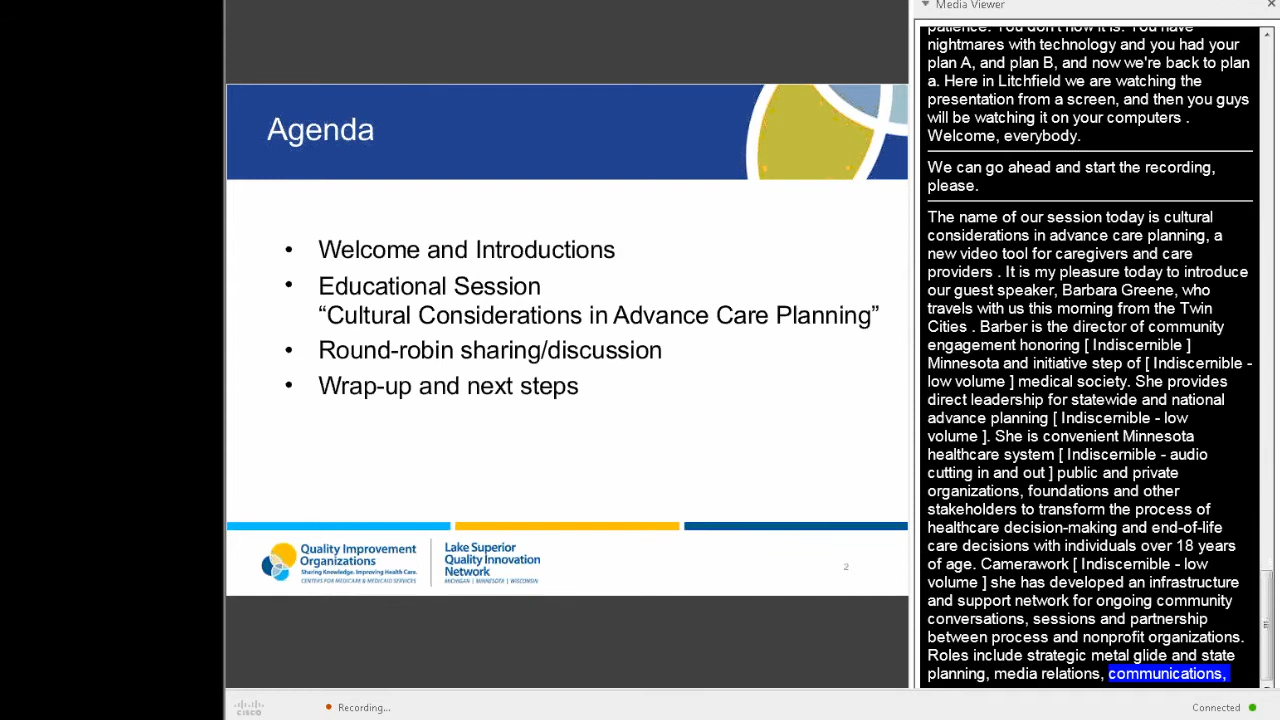 Media Viewer
Agenda
• Welcome and Introductions
• Educational Session
“Cultural Considerations in Advance Care Planning”
• Round-robin sharing/discussion
• Wrap-up and next steps
Quality Improvement
Organizations
Sharing Knowledge. Improving Health Care.
CENTERS FOR MEDICARE & MEDICAID SERVICES
Lake Superior
Quality Innovation
Network
MICHIGAN | MINNESOTA | WISCONSIN
2
patience. You don't how it is. You have
nightmares with technology and you had your
plan A, and plan B, and now we're back to plan
a. Here in Litchfield we are watching the
presentation from a screen, and then you guys
will be watching it on your computers .
Welcome, everybody.
We can go ahead and start the recording,
please.
The name of our session today is cultural
considerations in advance care planning, a
new video tool for caregivers and care
providers . It is my pleasure today to introduce
our guest speaker, Barbara Greene, who
travels with us this morning from the Twin
Cities . Barber is the director of community
engagement honoring [ Indiscernible ]
Minnesota and initiative step of [ Indiscernible -
low volume ] medical society. She provides
direct leadership for statewide and national
advance planning [ Indiscernible - low
volume ]. She is convenient Minnesota
healthcare system [ Indiscernible - audio
cutting in and out ] public and private
organizations, foundations and other
stakeholders to transform the process of
healthcare decision-making and end-of-life
care decisions with individuals over 18 years
of age. Camerawork [ Indiscernible - low
volume ] she has developed an infrastructure
and support network for ongoing community
conversations, sessions and partnership
between process and nonprofit organizations.
Roles include strategic metal glide and state
planning, media relations, communications,
cisco
Recording...
Connected